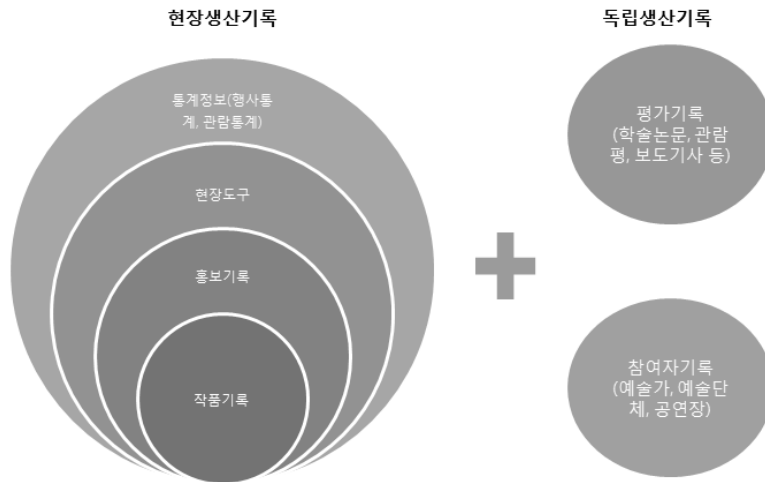 현장생산기록
통계정보(행사통
계, 관람통계)
현장도구
홍보기록
작품기록
독립생산기록
평가기록
(학술논문, 관람
평, 보도기사 등)
참여자기록
(예술가, 예술단
체, 공연장)